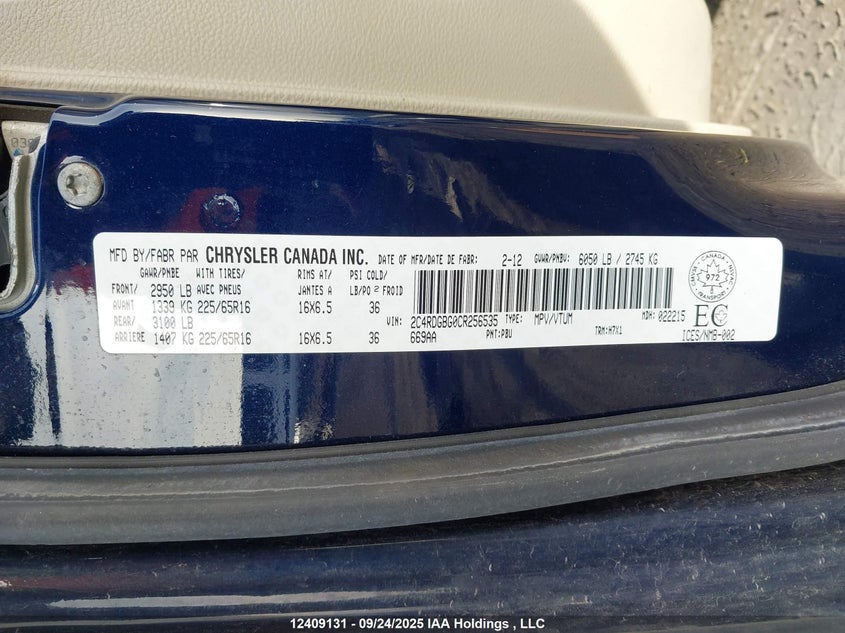 MFD BY/FABR PAR CHRYSLER CANADA INC. DATE OF MFR/DATE DE FABR: 2-12 GVWR/PNBV: 6050 LB / 2745 KG
GAWR/PNBE WITH TIRES/ RIMS AT/ PSI COLD/
FRONT/ 2950 LB AVEC PNEUS JANTES A LB/PO² FROID
AVANT 1339 KG 225/65R16 16X6.5 36
REAR/ 3100 LB
ARRIERE 1407 KG 225/65R16 16X6.5 36
VIN: 2C4RDGBG0CR256535 TYPE: MPV/VTUM MDH: 022215
669AA PNT: PBU TRM: H7X1
CANADA
972
TRANSPORT
EC
ICES/NMB-002
12409131 - 09/24/2025 IAA Holdings , LLC